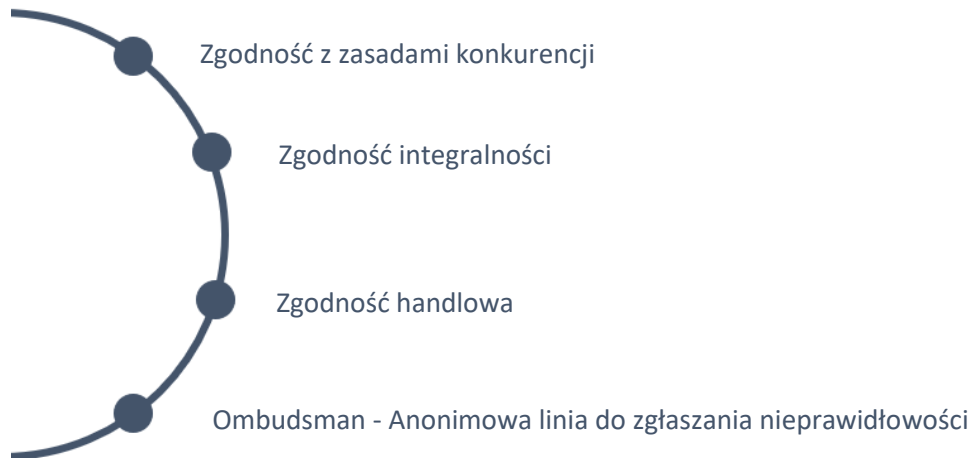 Zgodność z zasadami konkurencji
Zgodność integralności
Zgodność handlowa
Ombudsman - Anonimowa linia do zgłaszania nieprawidłowości